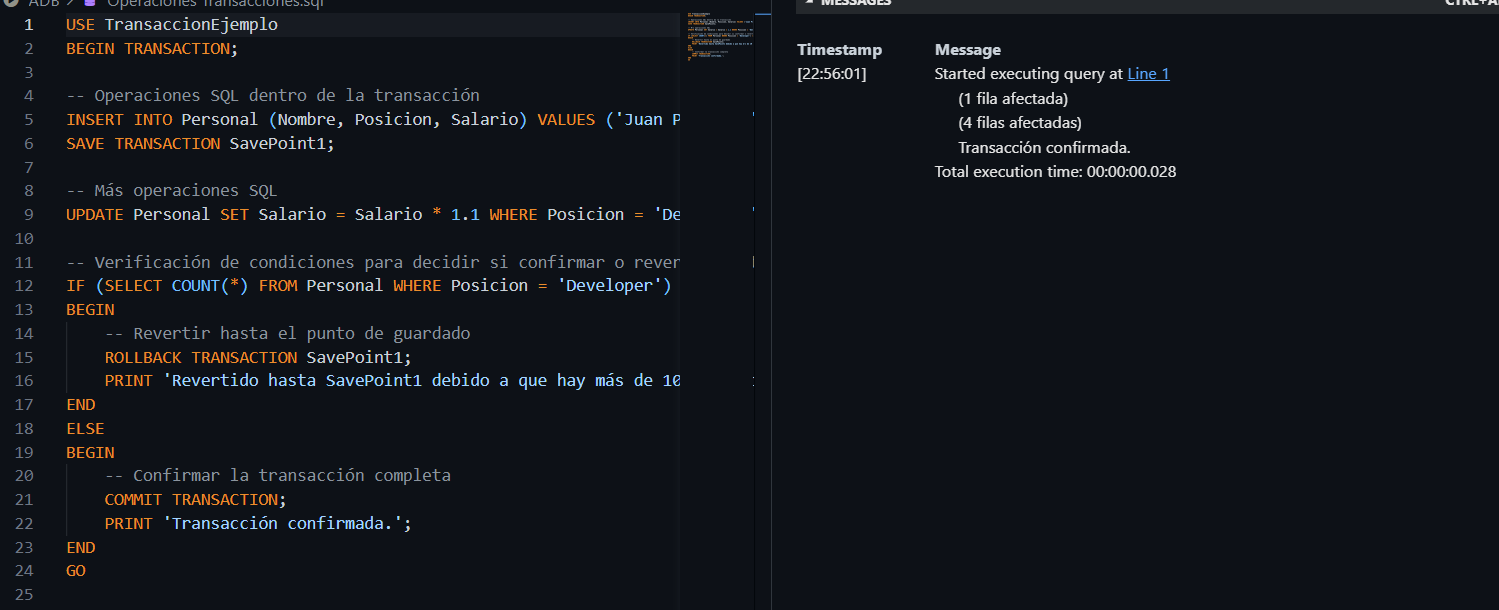 ADB > Operaciones Transacciones.sql
1 USE TransaccionEjemplo
2 BEGIN TRANSACTION;
3
4 -- Operaciones SQL dentro de la transacción
5 INSERT INTO Personal (Nombre, Posicion, Salario) VALUES ('Juan P
6 SAVE TRANSACTION SavePoint1;
7
8 -- Más operaciones SQL
9 UPDATE Personal SET Salario = Salario * 1.1 WHERE Posicion = 'De
10
11 -- Verificación de condiciones para decidir si confirmar o rever
12 IF (SELECT COUNT(*) FROM Personal WHERE Posicion = 'Developer')
13 BEGIN
14 -- Revertir hasta el punto de guardado
15 ROLLBACK TRANSACTION SavePoint1;
16 PRINT 'Revertido hasta SavePoint1 debido a que hay más de 10
17 END
18 ELSE
19 BEGIN
20 -- Confirmar la transacción completa
21 COMMIT TRANSACTION;
22 PRINT 'Transacción confirmada.';
23 END
24 GO
25
MESSAGES
Timestamp Message
[22:56:01] Started executing query at Line 1
(1 fila afectada)
(4 filas afectadas)
Transacción confirmada.
Total execution time: 00:00:00.028